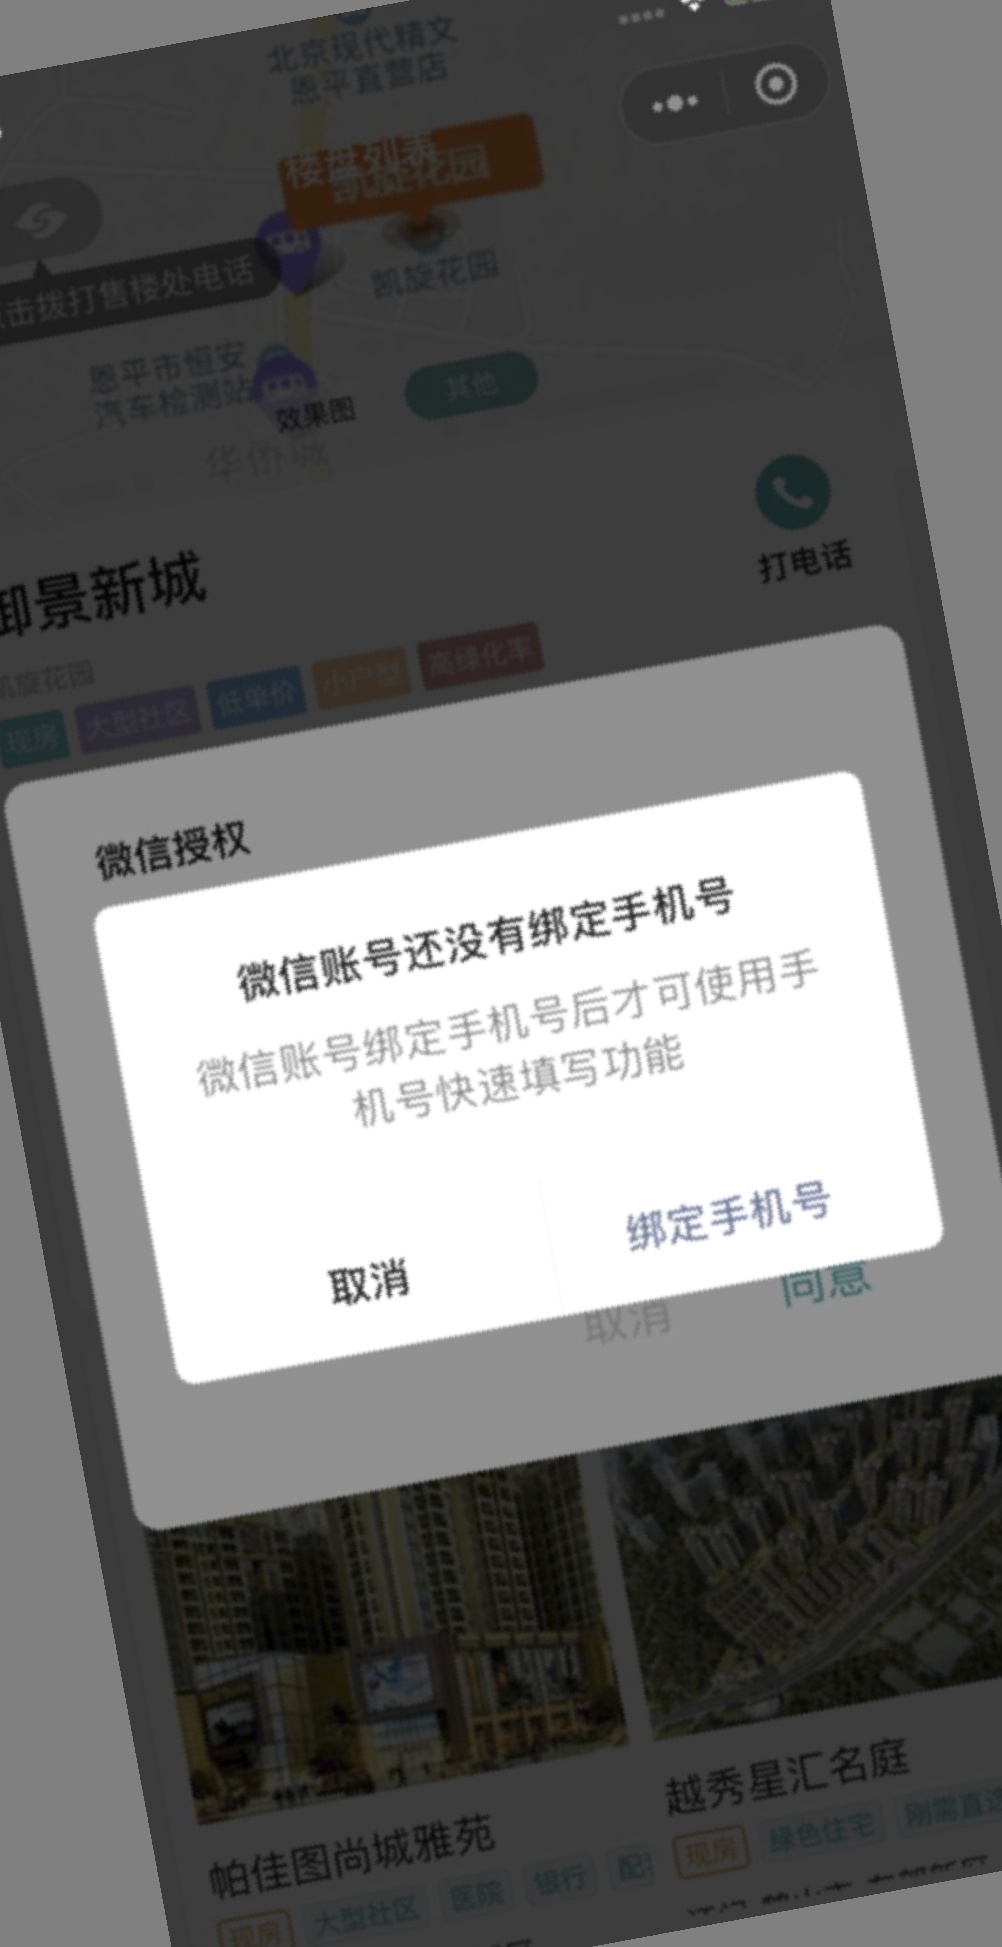 北京现代精文
恩平直营店
楼盘列表
凯旋花园
凯旋花园
击拨打售楼处电话
恩平市恒安
汽车检测站
其他
效果图
华侨城
打电话
御景新城
凯旋花园
现房 大型社区 低单价 小户型 高绿化率
微信授权
微信账号还没有绑定手机号
微信账号绑定手机号后才可使用手
机号快速填写功能
取消 绑定手机号
取消 同意
帕佳图尚城雅苑
现房 大型社区 医院 银行 配
越秀星汇名庭
现房 绿色住宅 刚需直